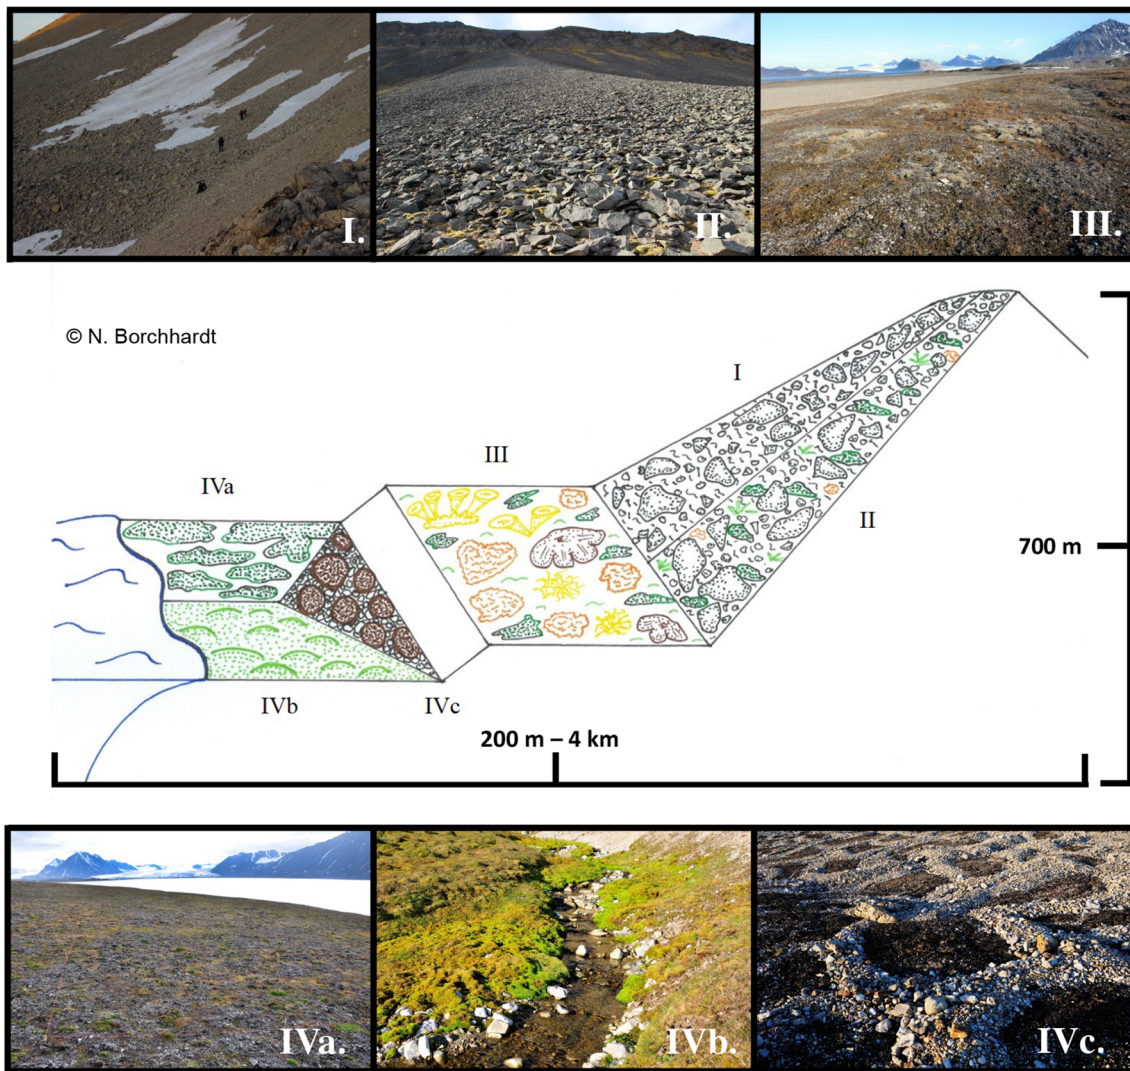 I.
II.
III.
© N. Borchhardt
I
III
IVa
II
700 m
IVb
IVc
200 m – 4 km
IVa.
IVb.
IVc.